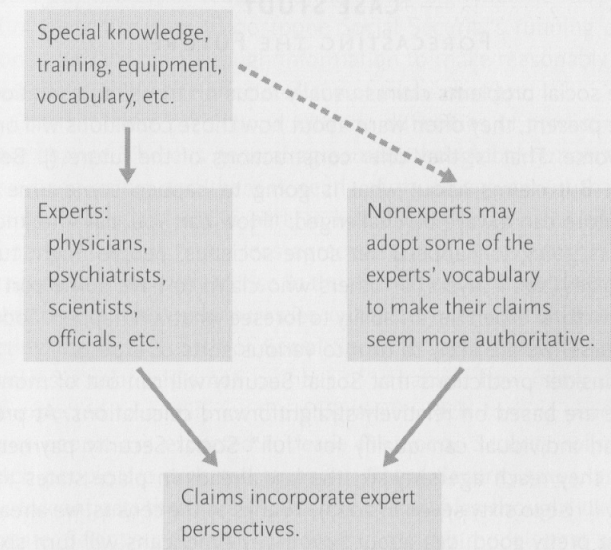 Special knowledge,
training, equipment,
vocabulary, etc.
Experts:
physicians,
psychiatrists,
scientists,
officials, etc.
Nonexperts may
adopt some of the
experts' vocabulary
to make their claims
seem more authoritative.
Claims incorporate expert
perspectives.